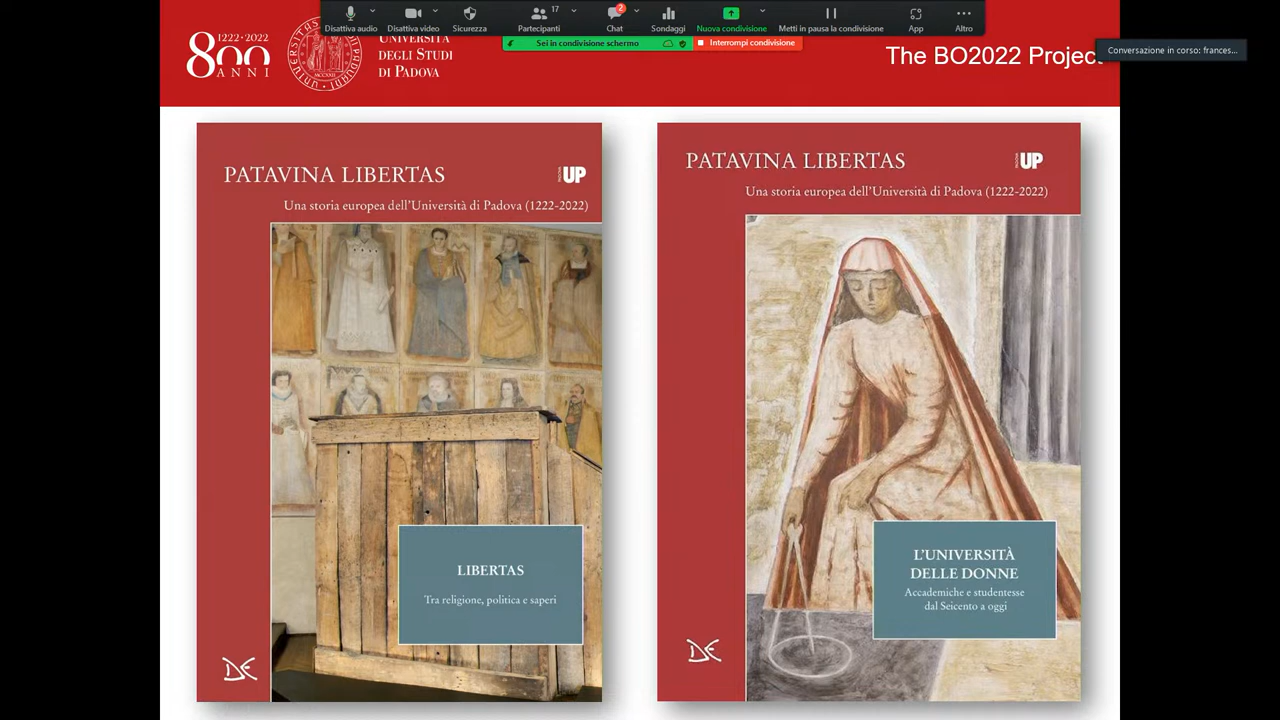 Disattiva audio
Disattiva video
Sicurezza
Partecipanti
17
Chat
2
Sondaggi
Nuova condivisione
Metti in pausa la condivisione
App
Altro
Sei in condivisione schermo
Interrompi condivisione
Conversazione in corso: frances...
1222·2022
800
ANNI
UNIVERSITÀ
DEGLI STUDI
DI PADOVA
The BO2022 Project
PATAVINA LIBERTAS
UP
Una storia europea dell'Università di Padova (1222-2022)
LIBERTAS
Tra religione, politica e saperi
PATAVINA LIBERTAS
UP
Una storia europea dell'Università di Padova (1222-2022)
L'UNIVERSITÀ
DELLE DONNE
Accademiche e studentesse
dal Seicento a oggi